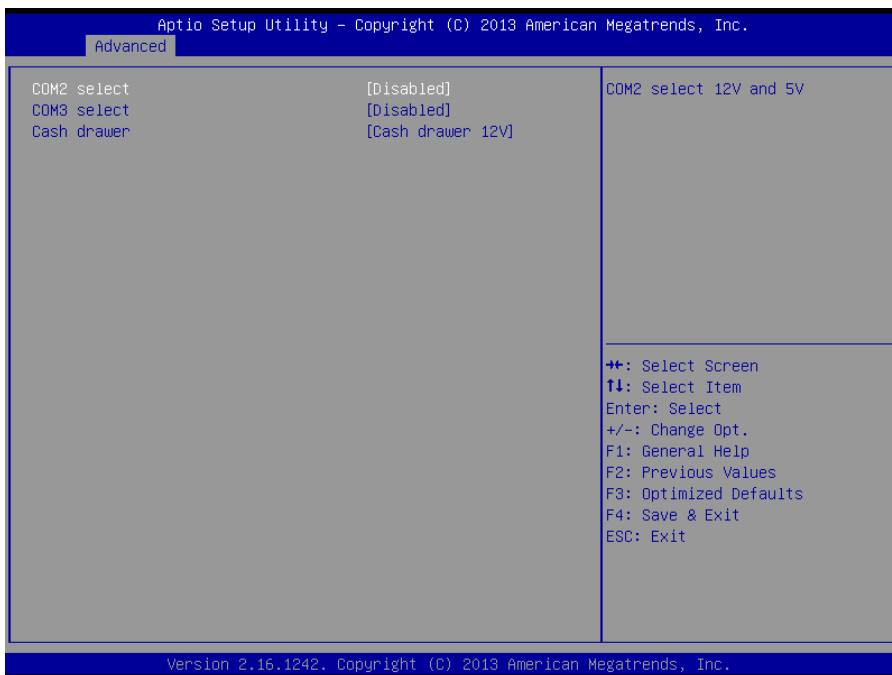 Aptio Setup Utility – Copyright (C) 2013 American Megatrends, Inc.
Advanced
COM2 select [Disabled]
COM3 select [Disabled]
Cash drawer [Cash drawer 12V]
COM2 select 12V and 5V
→←: Select Screen
↑↓: Select Item
Enter: Select
+/-: Change Opt.
F1: General Help
F2: Previous Values
F3: Optimized Defaults
F4: Save & Exit
ESC: Exit
Version 2.16.1242. Copyright (C) 2013 American Megatrends, Inc.